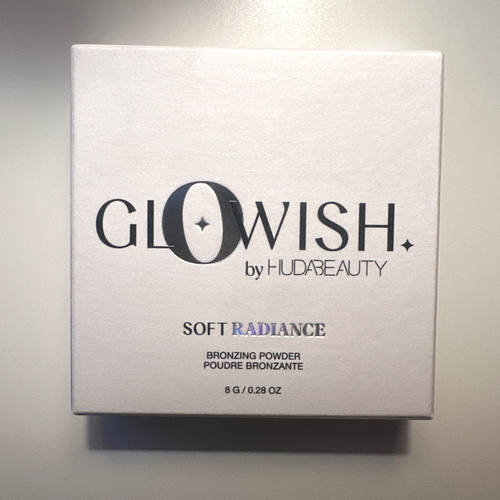 GLOWISH.
by HUDABEAUTY
SOFT RADIANCE
BRONZING POWDER
POUDRE BRONZANTE
8 G / 0.28 OZ